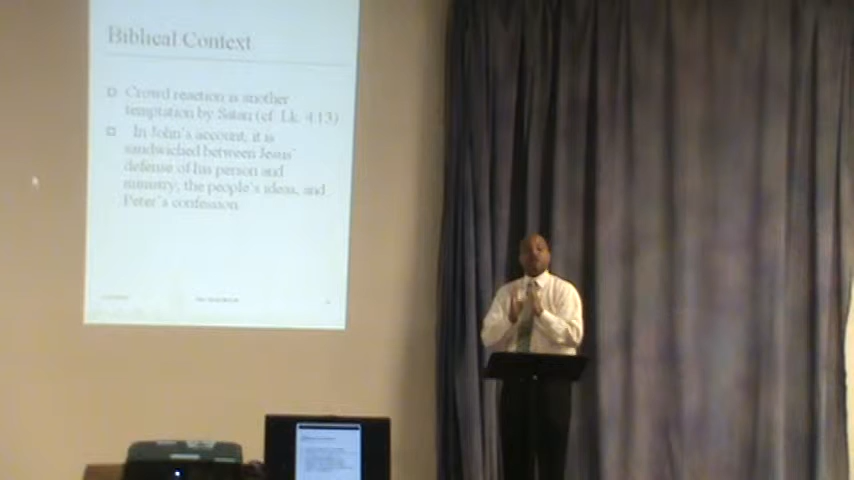 Biblical Context
Crowd reaction is another
temptation by Satan (cf. Lk. 4:13)
In John's account, it is
sandwiched between Jesus'
defense of his person and
ministry; the people's ideas, and
Peter's confession